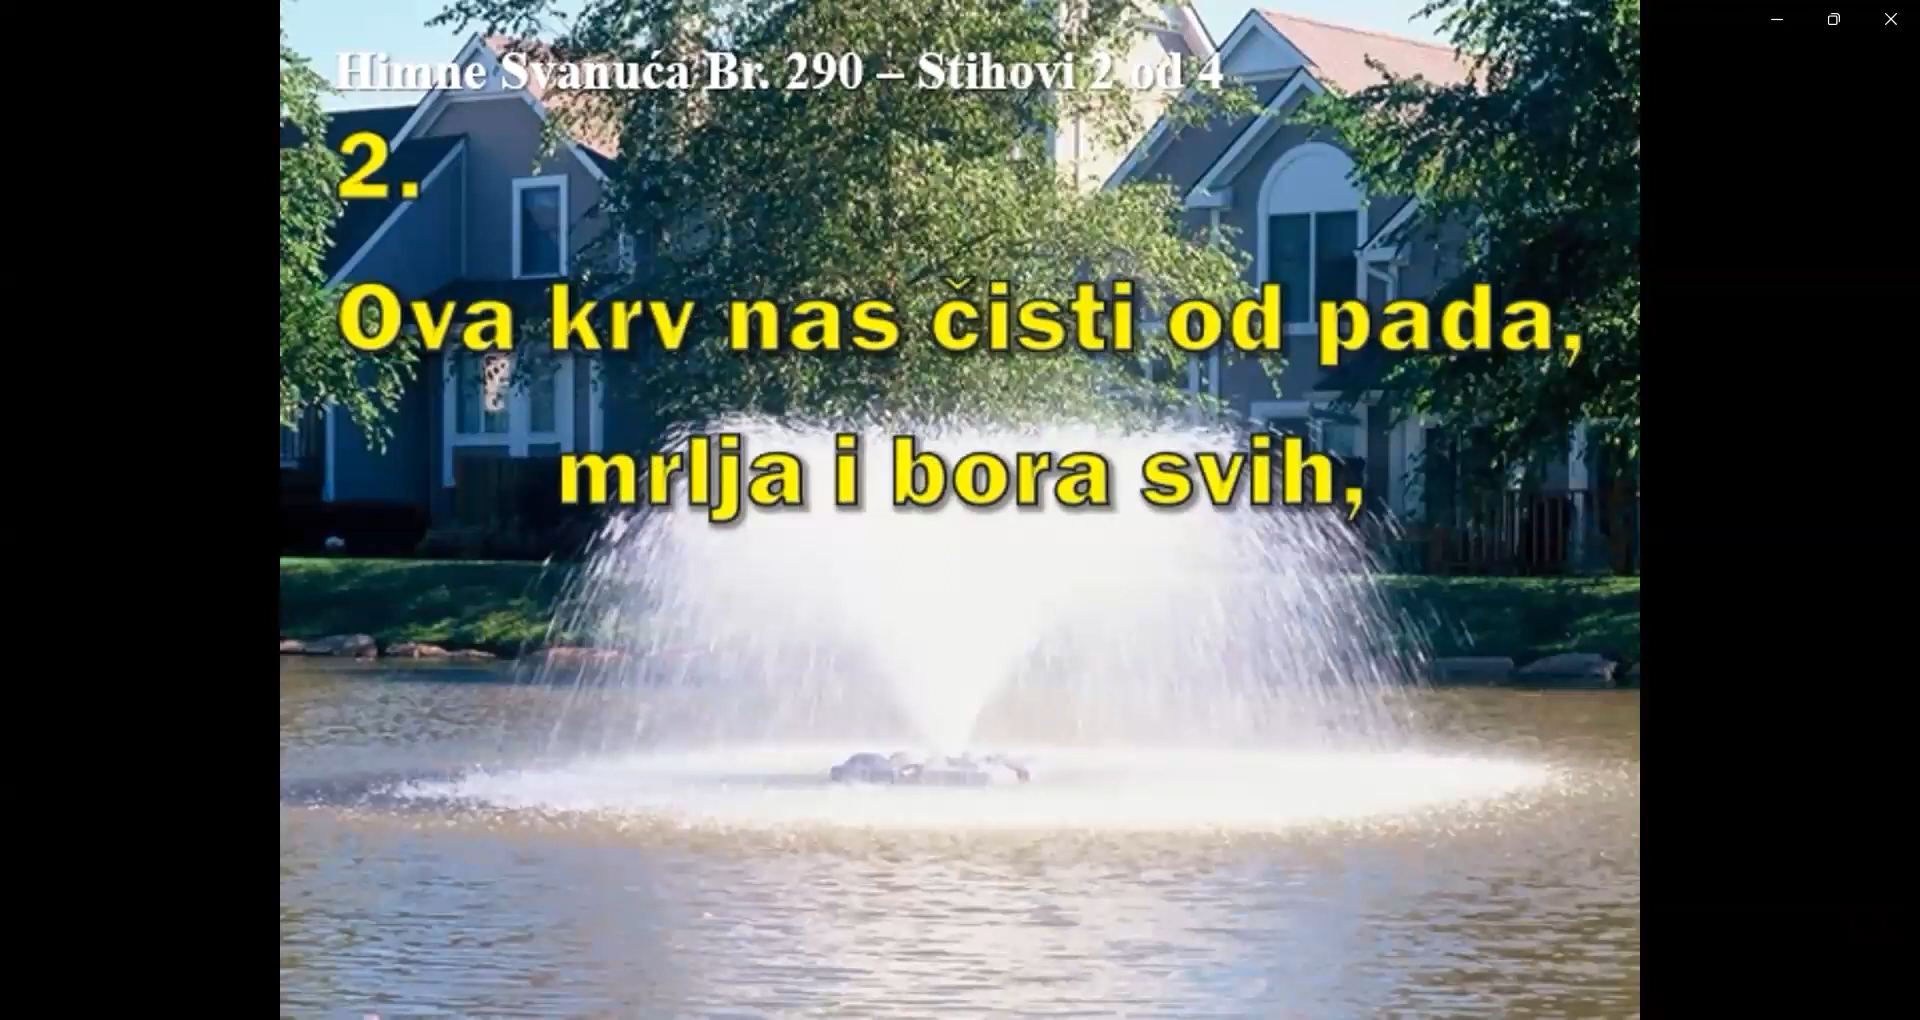 Himne Svanuća Br. 290 – Stihovi 2 od 4
2.
Ova krv nas čisti od pada,
mrlja i bora svih,